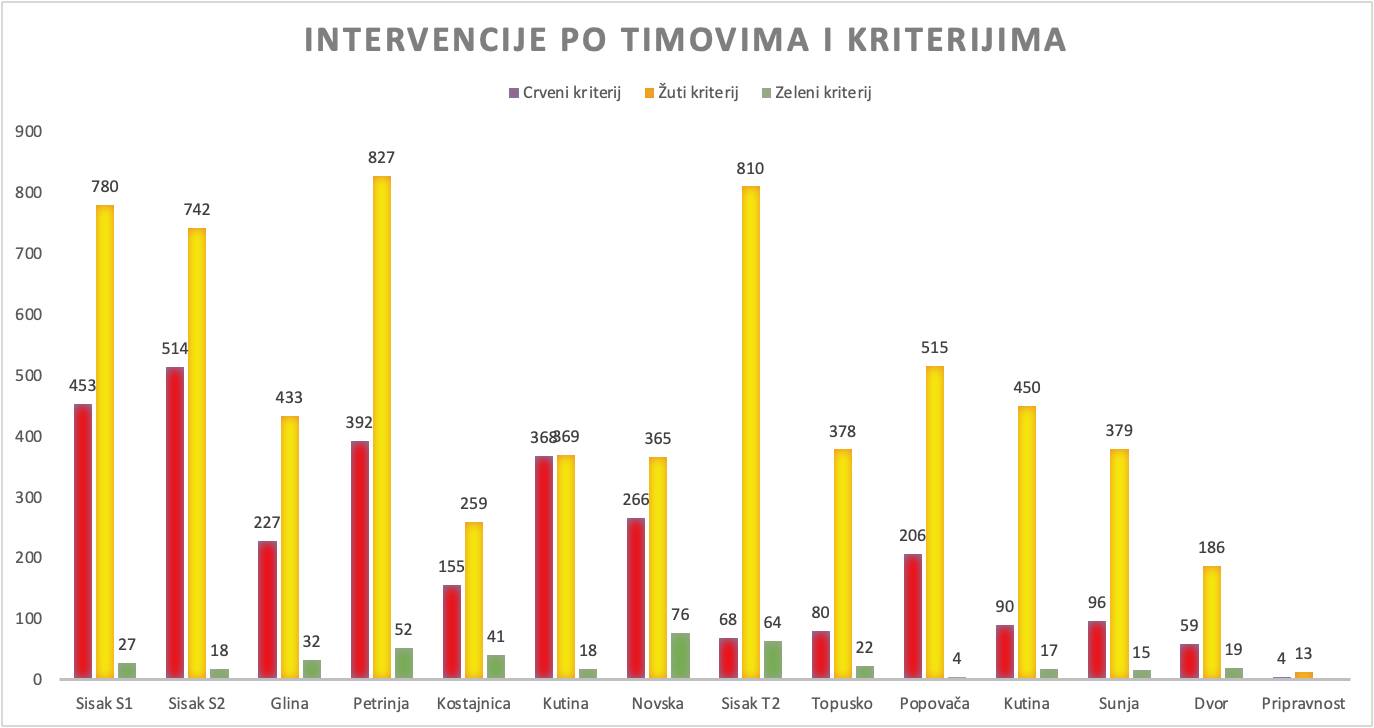 INTERVENCIJE PO TIMOVIMA I KRITERIJIMA
Crveni kriterij Žuti kriterij Zeleni kriterij
900
800
700
600
500
400
300
200
100
0
453 780 27
514 742 18
227 433 32
392 827 52
155 259 41
368 369 18
266 365 76
68 810 64
80 378 22
206 515 4
90 450 17
96 379 15
59 186 19
4 13
Sisak S1 Sisak S2 Glina Petrinja Kostajnica Kutina Novska Sisak T2 Topusko Popovača Kutina Sunja Dvor Pripravnost